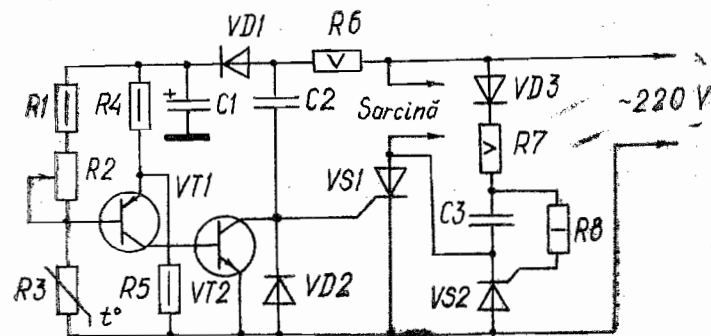 VD1
R6
R1
R4
+
C1
C2
Sarcină
VD3
~220 V
R7
R2
VT1
VS1
C3
R8
R3
t°
R5
VT2
VD2
VS2